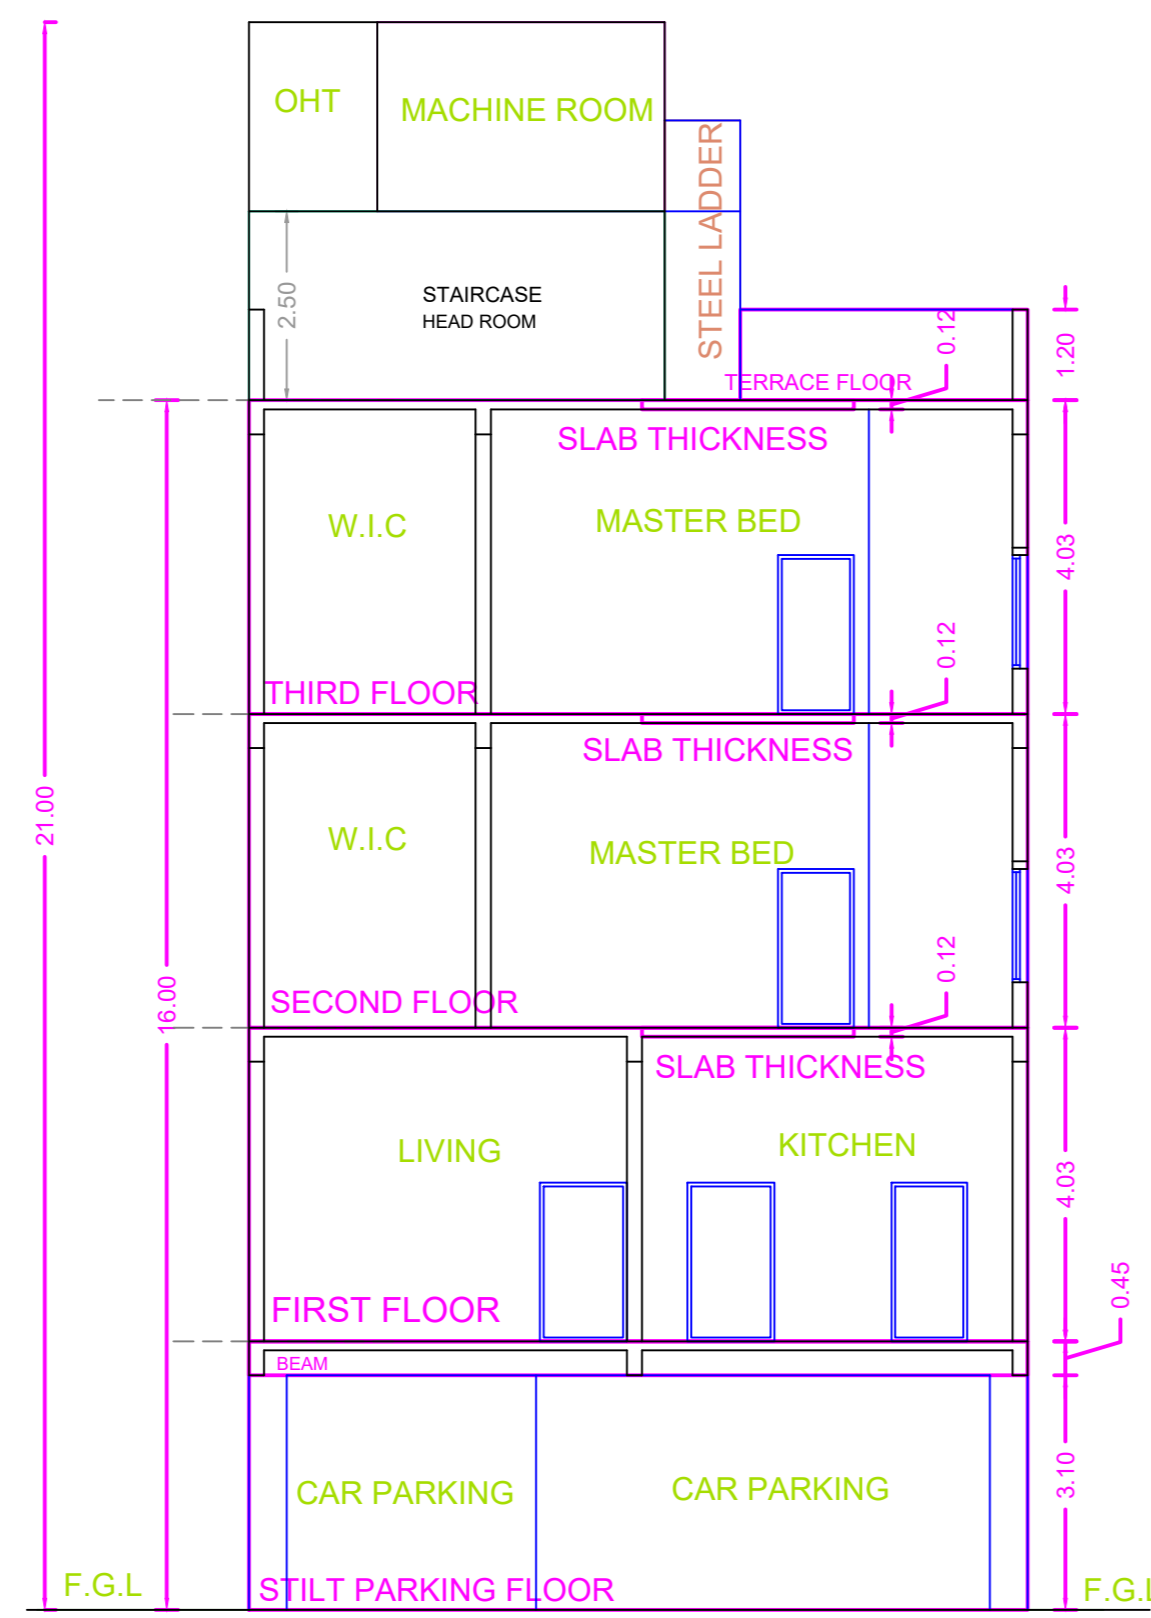 OHT
MACHINE ROOM
STEEL LADDER
2.50
STAIRCASE
HEAD ROOM
0.12
1.20
TERRACE FLOOR
SLAB THICKNESS
W.I.C
MASTER BED
4.03
0.12
THIRD FLOOR
SLAB THICKNESS
21.00
W.I.C
MASTER BED
4.03
0.12
16.00
SECOND FLOOR
SLAB THICKNESS
LIVING
KITCHEN
4.03
0.45
FIRST FLOOR
BEAM
CAR PARKING
CAR PARKING
3.10
F.G.L
STILT PARKING FLOOR
F.G.L